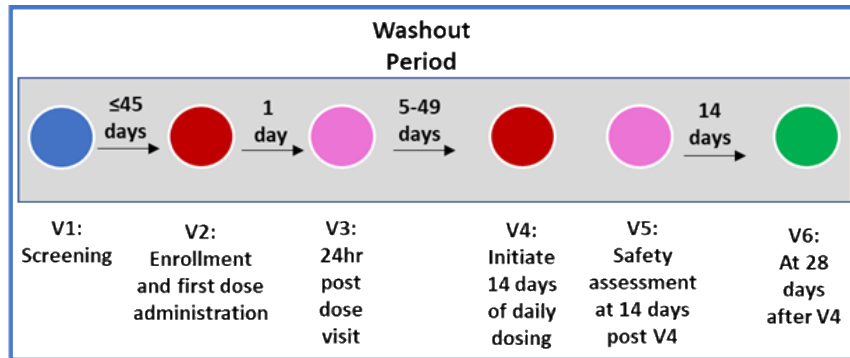 Washout
Period
≤45
days
1
day
5-49
days
14
days
V1:
Screening
V2:
Enrollment
and first dose
administration
V3:
24hr
post
dose
visit
V4:
Initiate
14 days
of daily
dosing
V5:
Safety
assessment
at 14 days
post V4
V6:
At 28
days
after V4